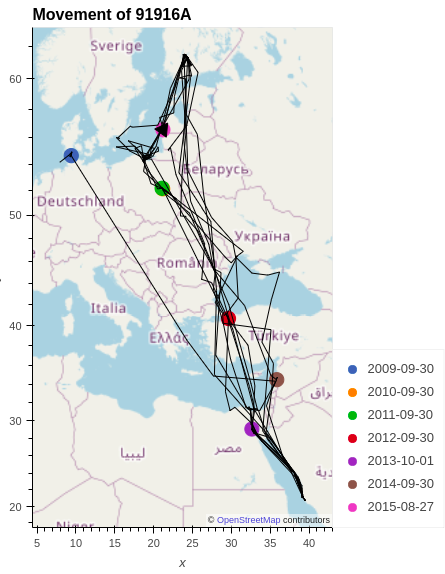 Movement of 91916A
Sverige
60
Беларусь
Deutschland
50
Україна
România
Italia
40
Ελλάς
Türkiye
30
ليبيا
مصر
20
Niger
© OpenStreetMap contributors
5 10 15 20 25 30 35 40
x
2009-09-30
2010-09-30
2011-09-30
2012-09-30
2013-10-01
2014-09-30
2015-08-27